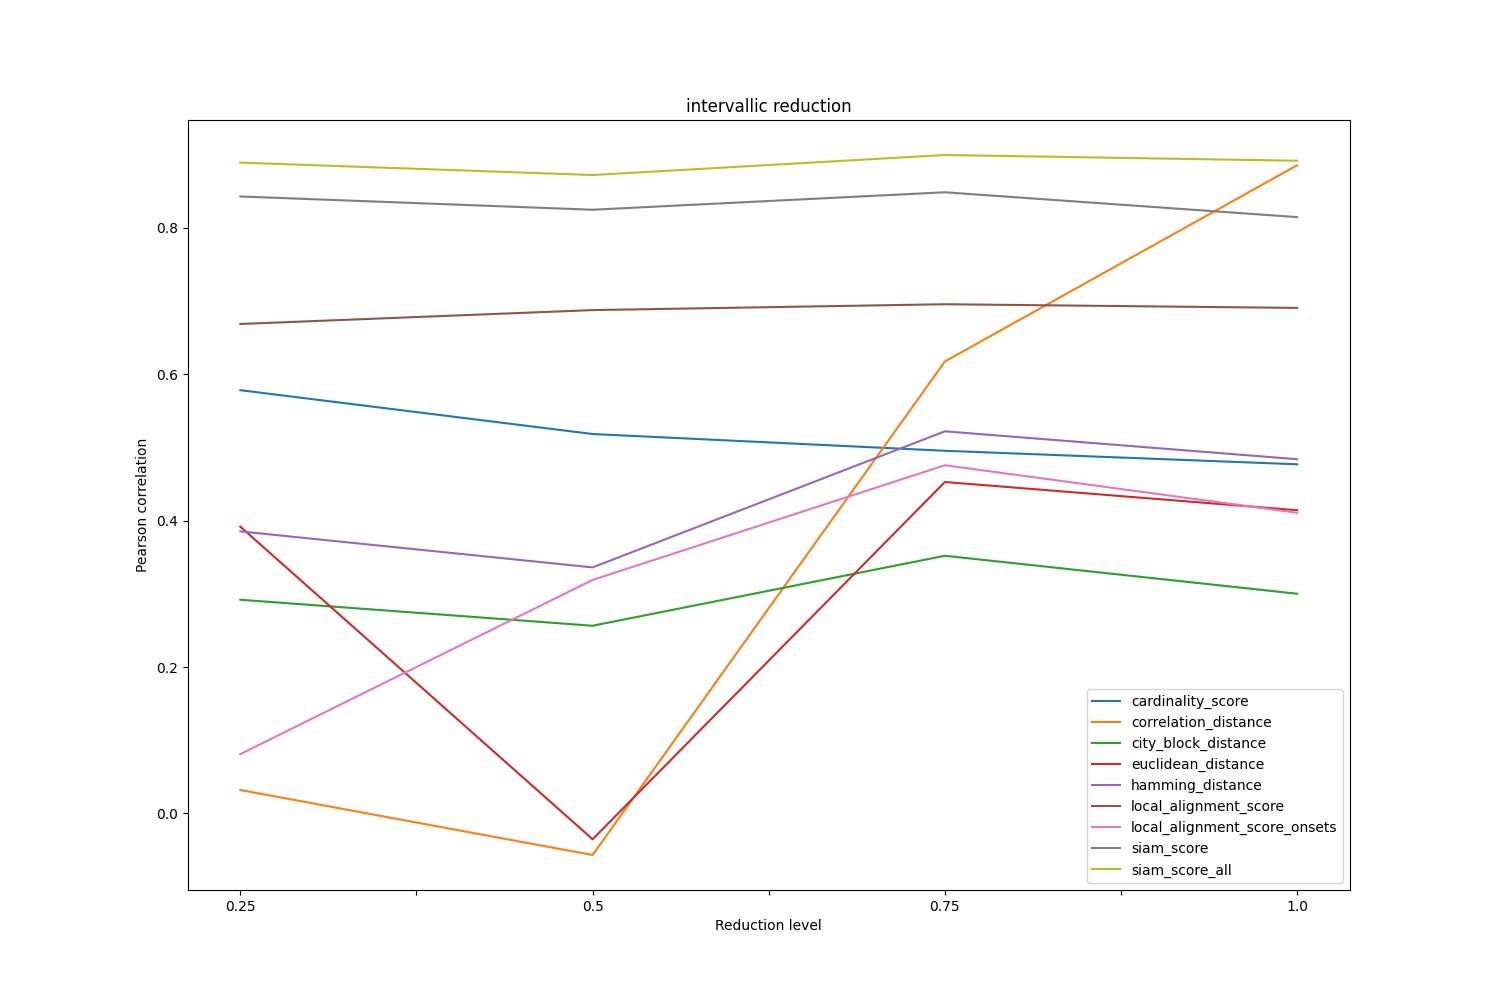 intervallic reduction
Pearson correlation
0.8
0.6
0.4
0.2
0.0
0.25 0.5 0.75 1.0
Reduction level
cardinality_score
correlation_distance
city_block_distance
euclidean_distance
hamming_distance
local_alignment_score
local_alignment_score_onsets
siam_score
siam_score_all